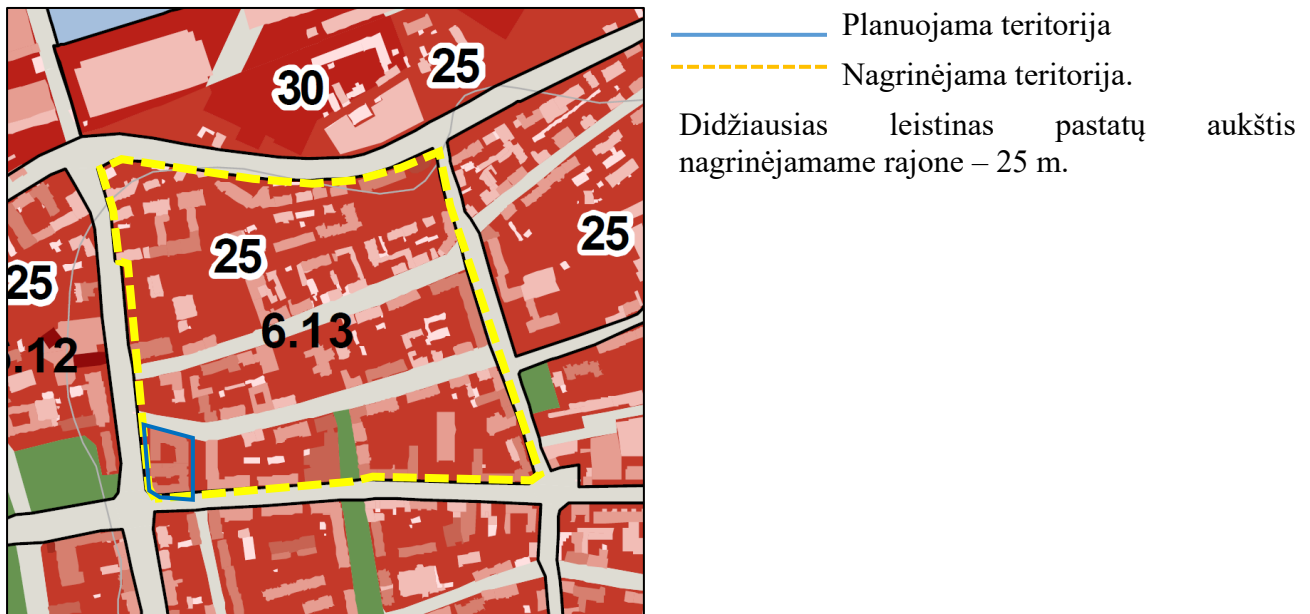 Planuojama teritorija
Nagrinėjama teritorija.
Didžiausias leistinas pastatų aukštis
nagrinėjamame rajone – 25 m.
30
25
25
25
25
6.13
.12